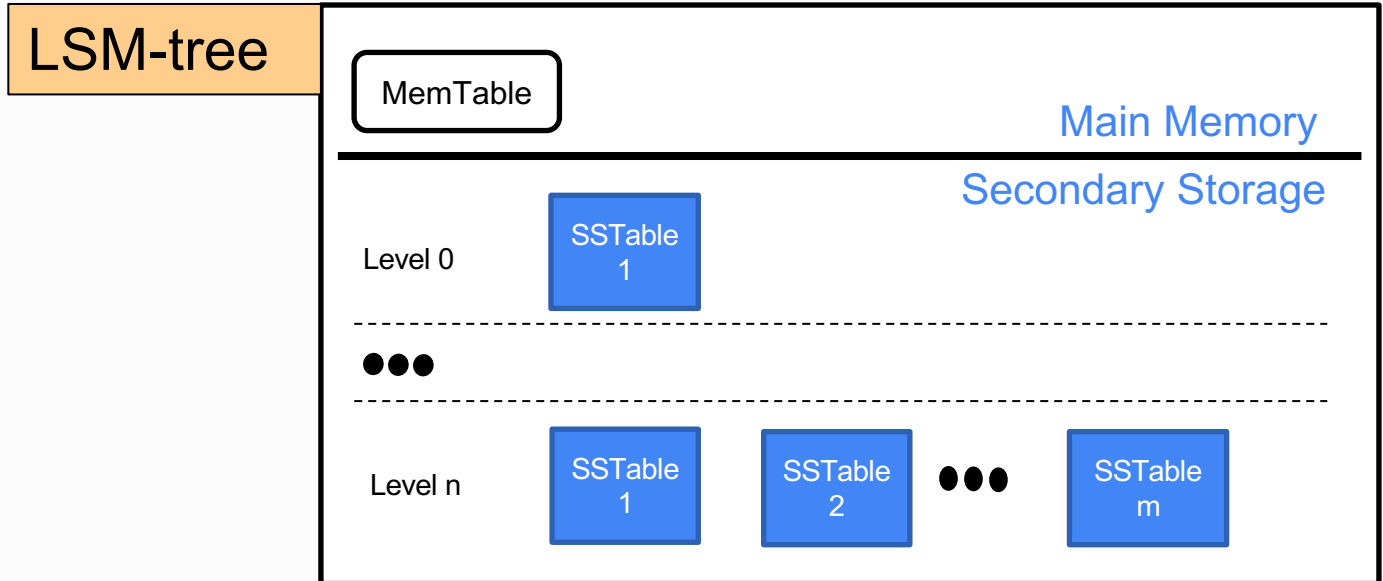 LSM-tree
MemTable
Main Memory
Secondary Storage
Level 0
SSTable
1
Level n
SSTable
1
SSTable
2
SSTable
m